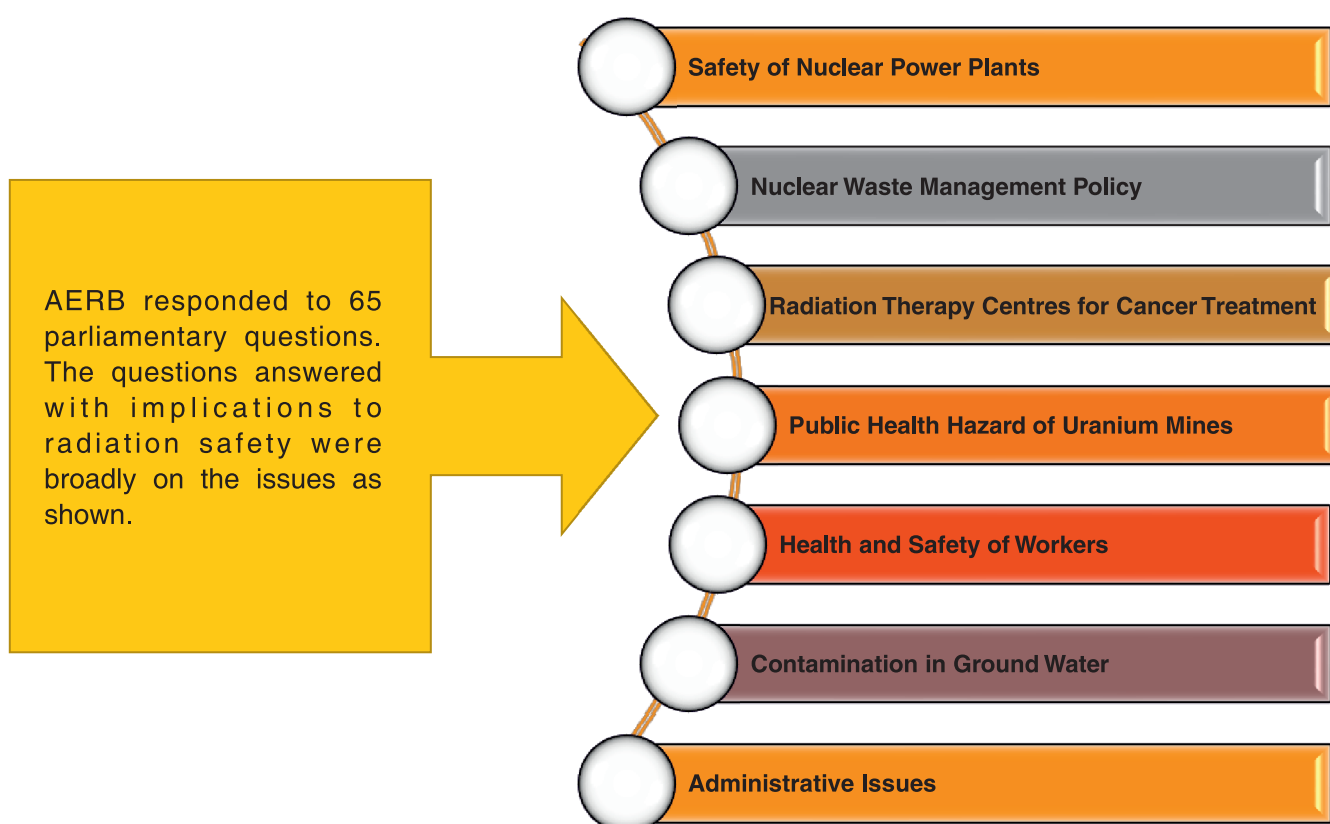 AERB responded to 65
parliamentary questions.
The questions answered
with implications to
radiation safety were
broadly on the issues as
shown.
Safety of Nuclear Power Plants
Nuclear Waste Management Policy
Radiation Therapy Centres for Cancer Treatment
Public Health Hazard of Uranium Mines
Health and Safety of Workers
Contamination in Ground Water
Administrative Issues